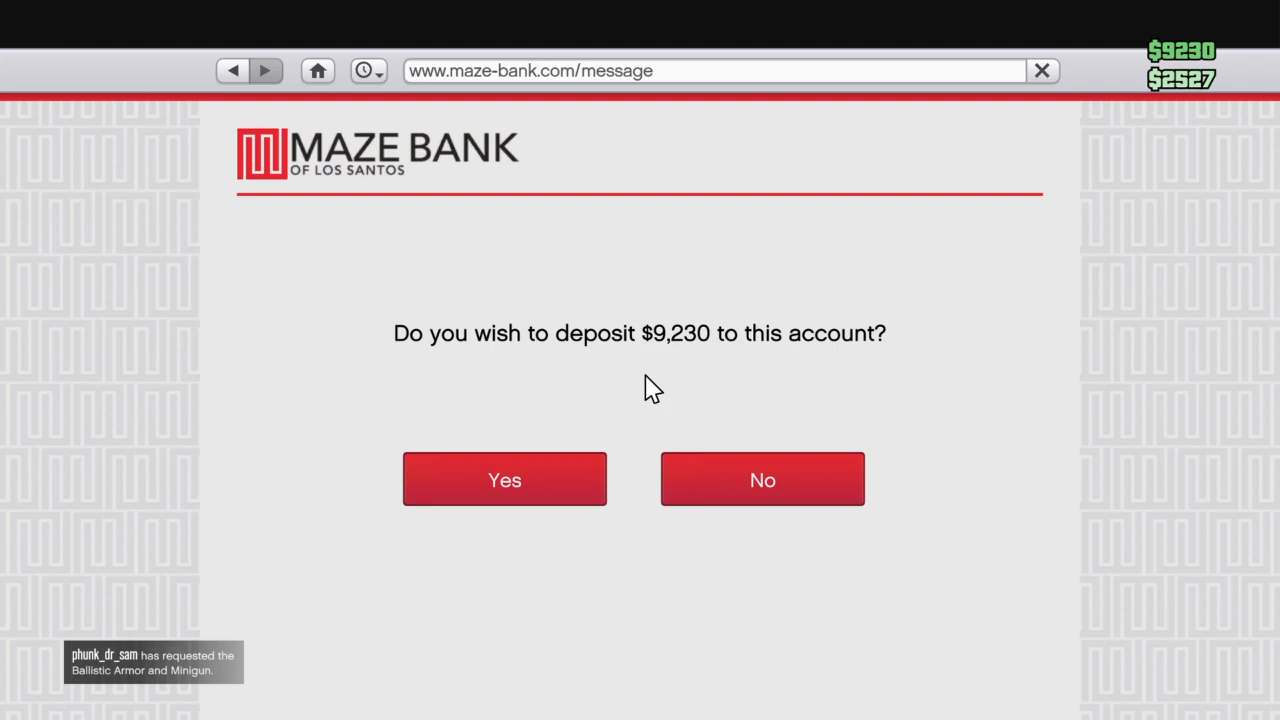 www.maze-bank.com/message
$9230
$2527
MAZE BANK
OF LOS SANTOS
Do you wish to deposit $9,230 to this account?
Yes
No
phunk_dr_sam has requested the
Ballistic Armor and Minigun.